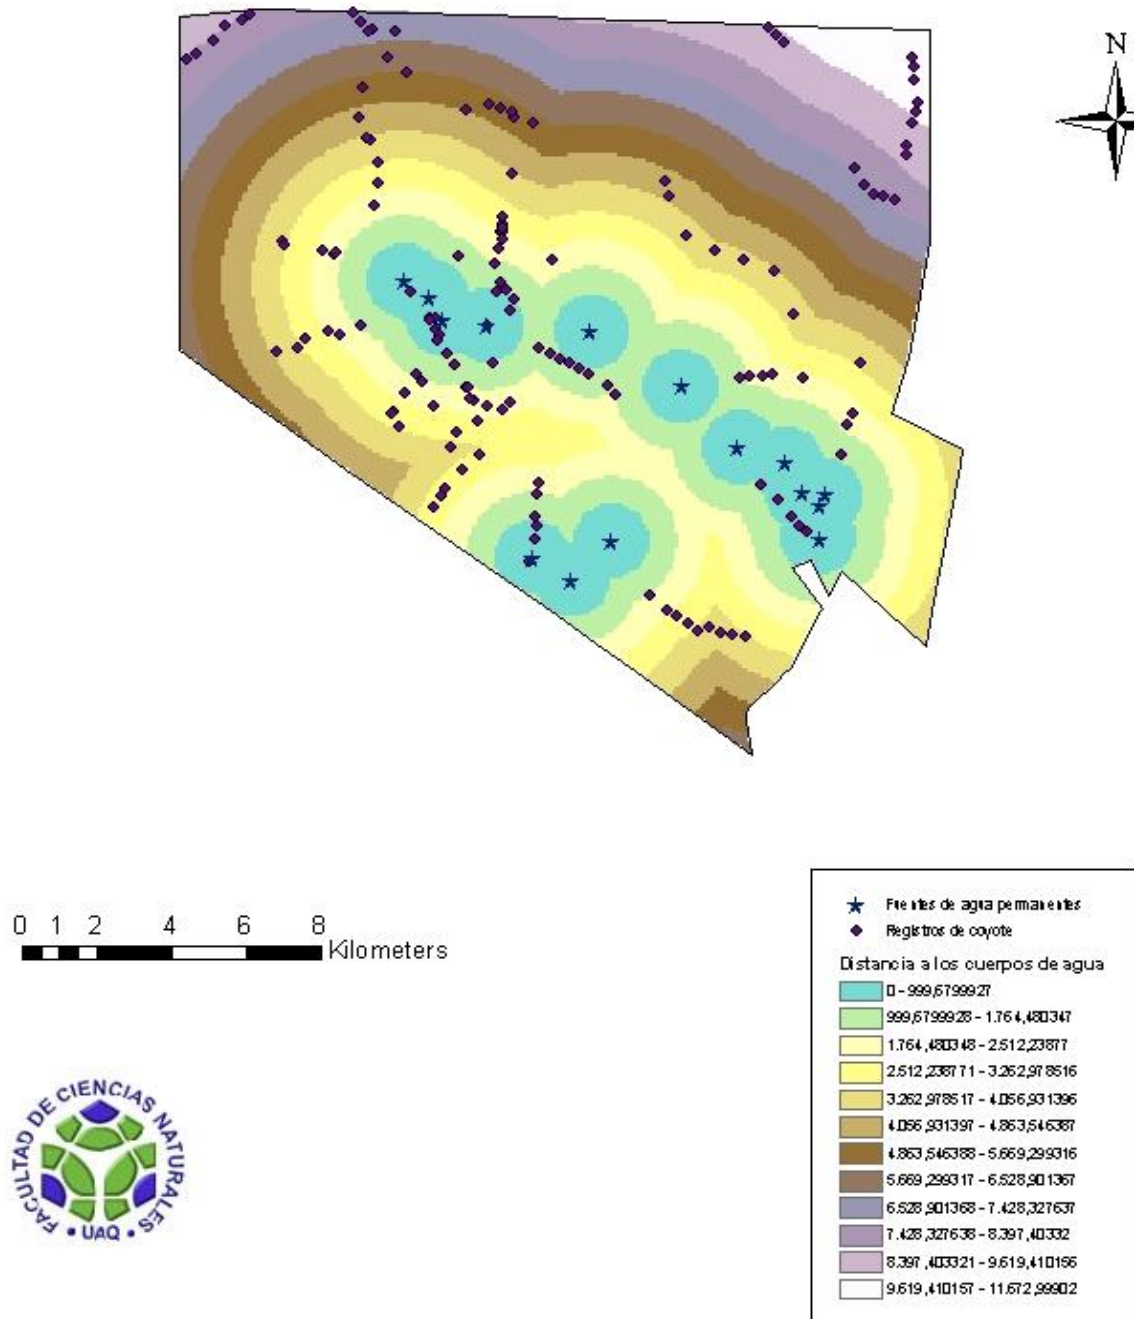 N
0 1 2 4 6 8
Kilometers
Fuentes de agua permanentes
Registros de coyote
Distancia a los cuerpos de agua
0 - 999,6799927
999,6799928 - 1.764,480347
1.764,480348 - 2.512,23877
2.512,238771 - 3.262,978516
3.262,978517 - 4.056,931396
4.056,931397 - 4.863,546387
4.863,546388 - 5.669,299316
5.669,299317 - 6.528,901367
6.528,901368 - 7.428,327637
7.428,327638 - 8.397,40332
8.397,403321 - 9.619,410156
9.619,410157 - 11.672,99902
FACULTAD DE CIENCIAS NATURALES
• UAQ •